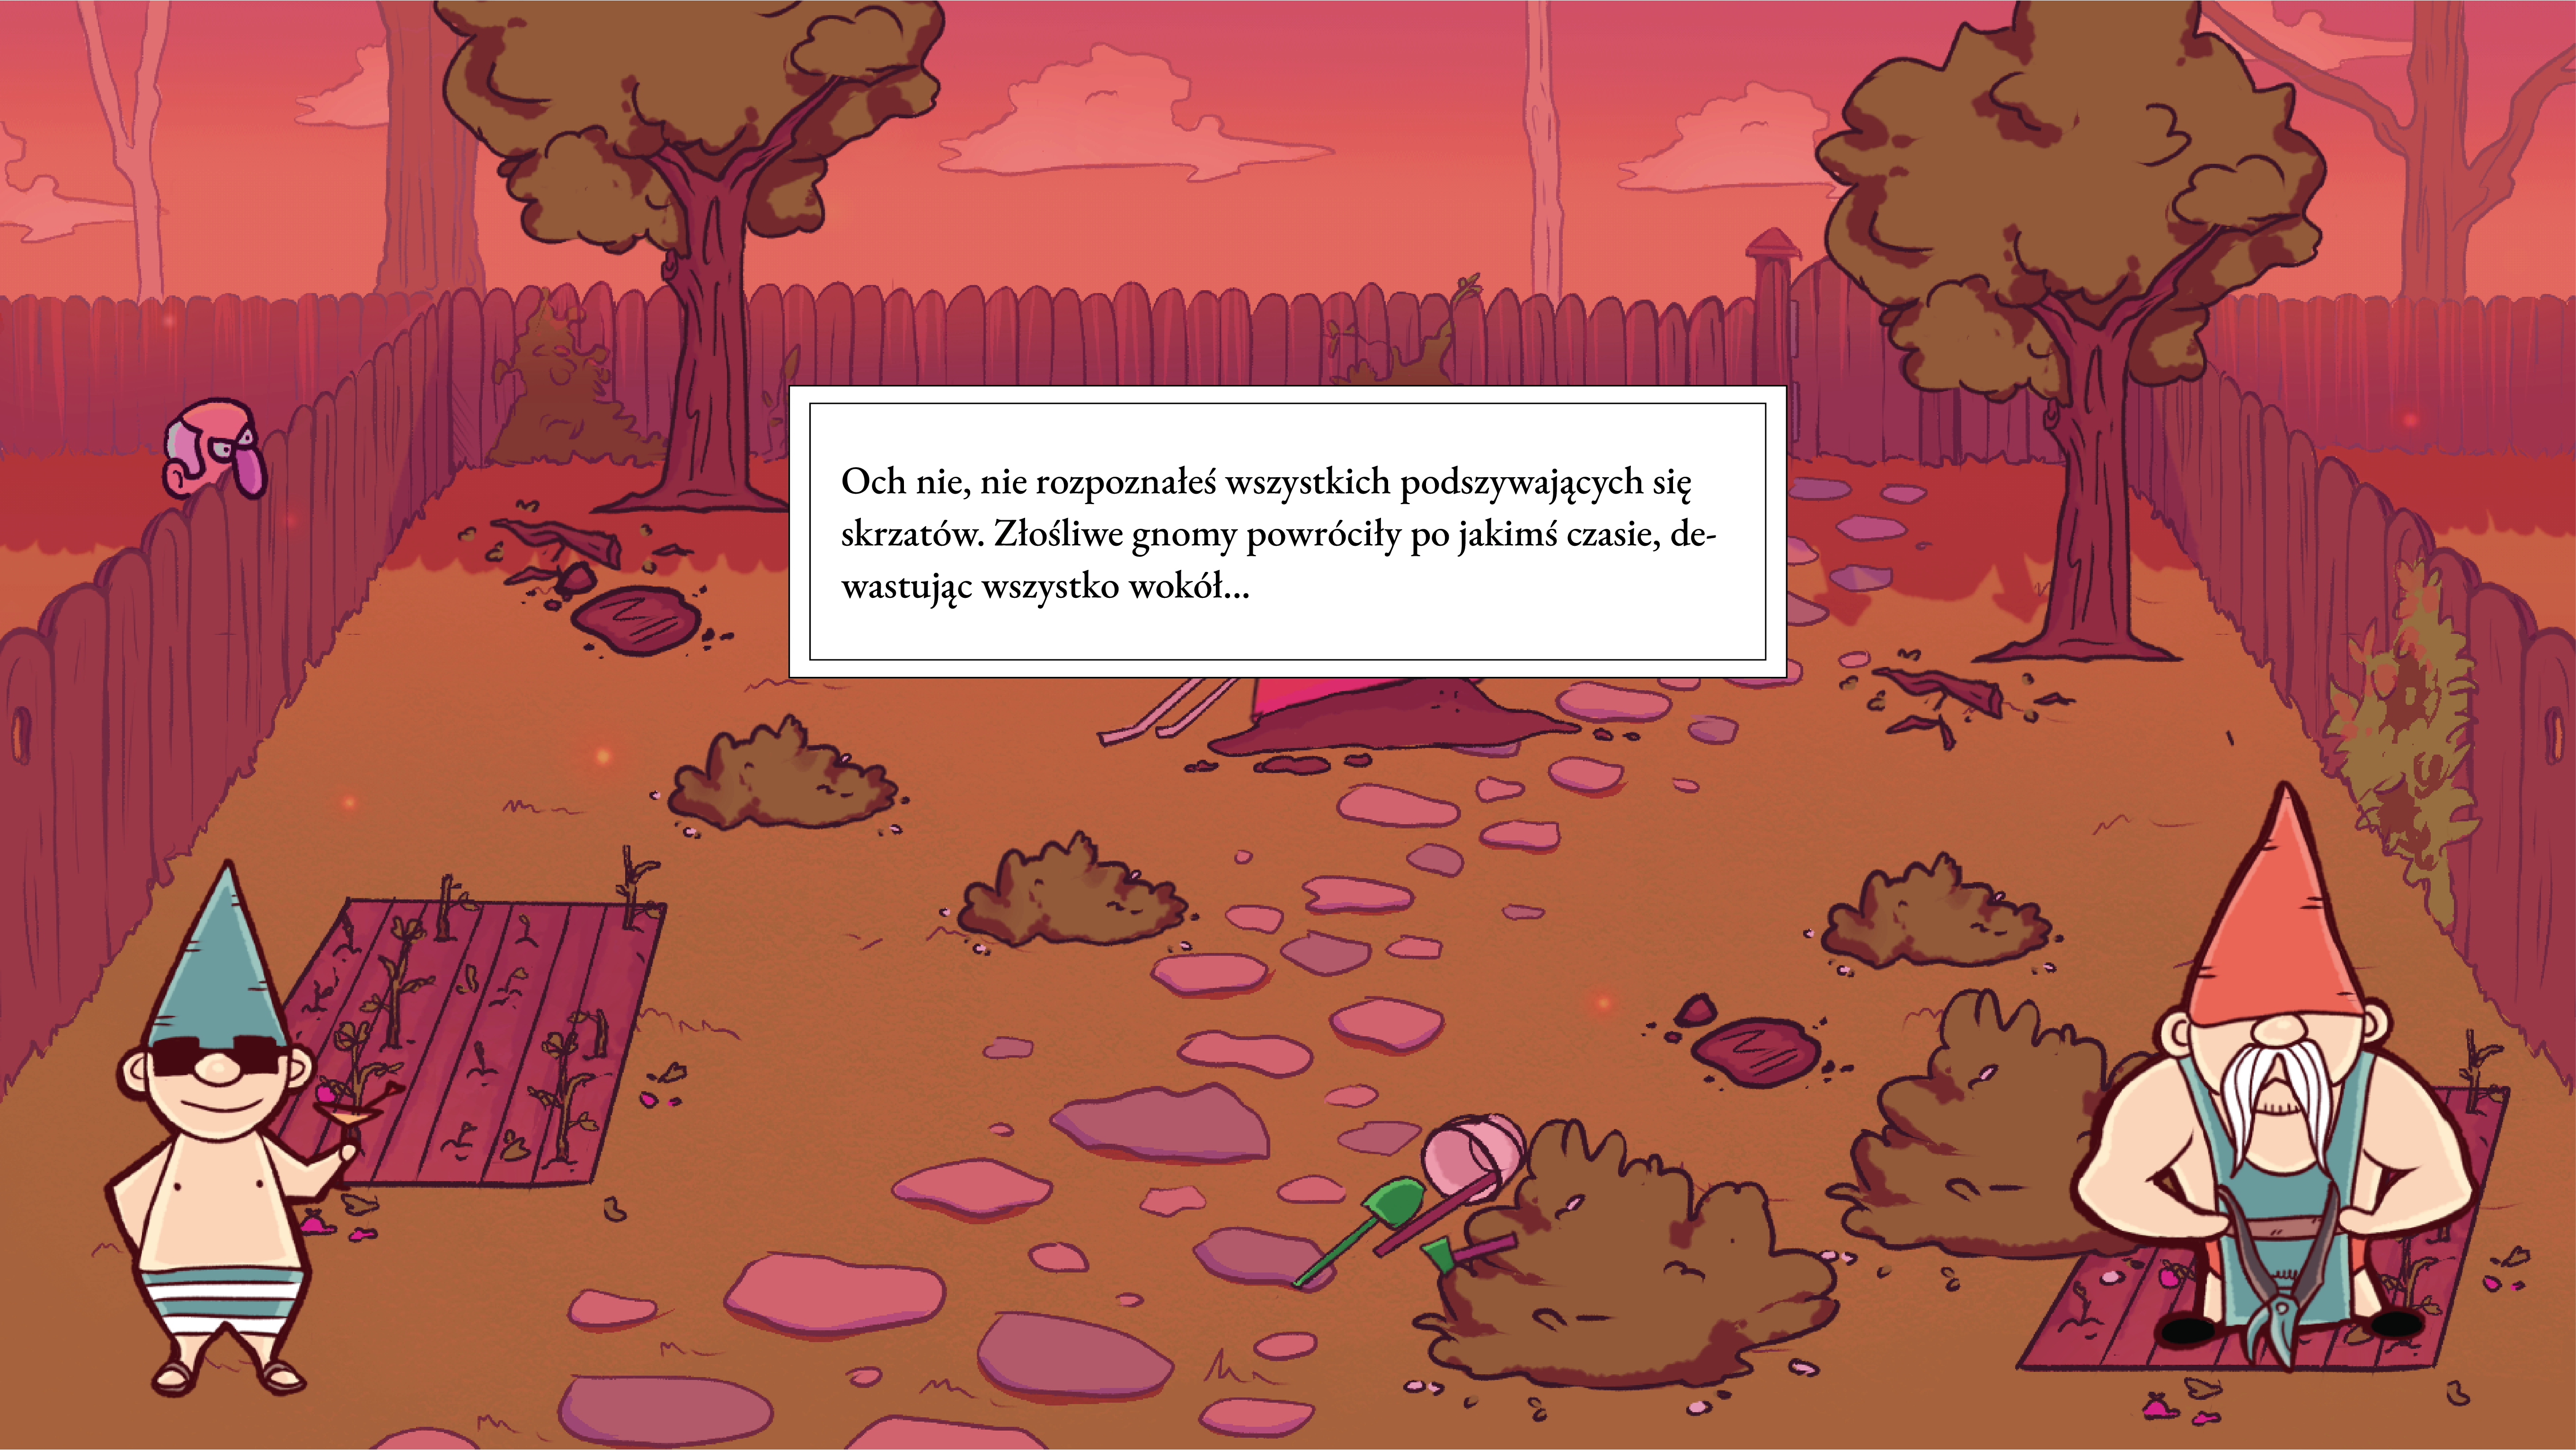 Och nie, nie rozpoznałeś wszystkich podszywających się
skrzatów. Złośliwe gnomy powróciły po jakimś czasie, de-
wastując wszystko wokół...